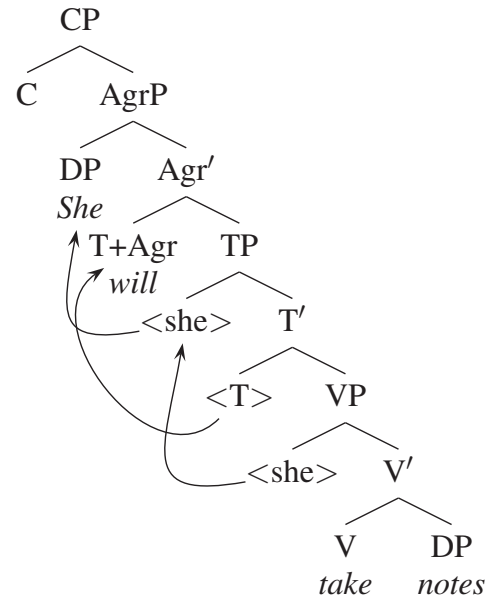 CP
C AgrP
DP Agr′
She
T+Agr TP
will
<she> T′
<T> VP
<she> V′
V DP
take notes